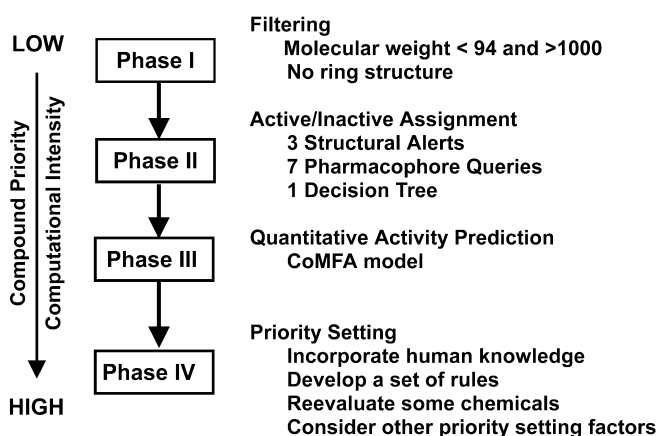 LOW
Compound Priority
Computational Intensity
HIGH
Phase I
Filtering
Molecular weight < 94 and >1000
No ring structure
Phase II
Active/Inactive Assignment
3 Structural Alerts
7 Pharmacophore Queries
1 Decision Tree
Phase III
Quantitative Activity Prediction
CoMFA model
Phase IV
Priority Setting
Incorporate human knowledge
Develop a set of rules
Reevaluate some chemicals
Consider other priority setting factors